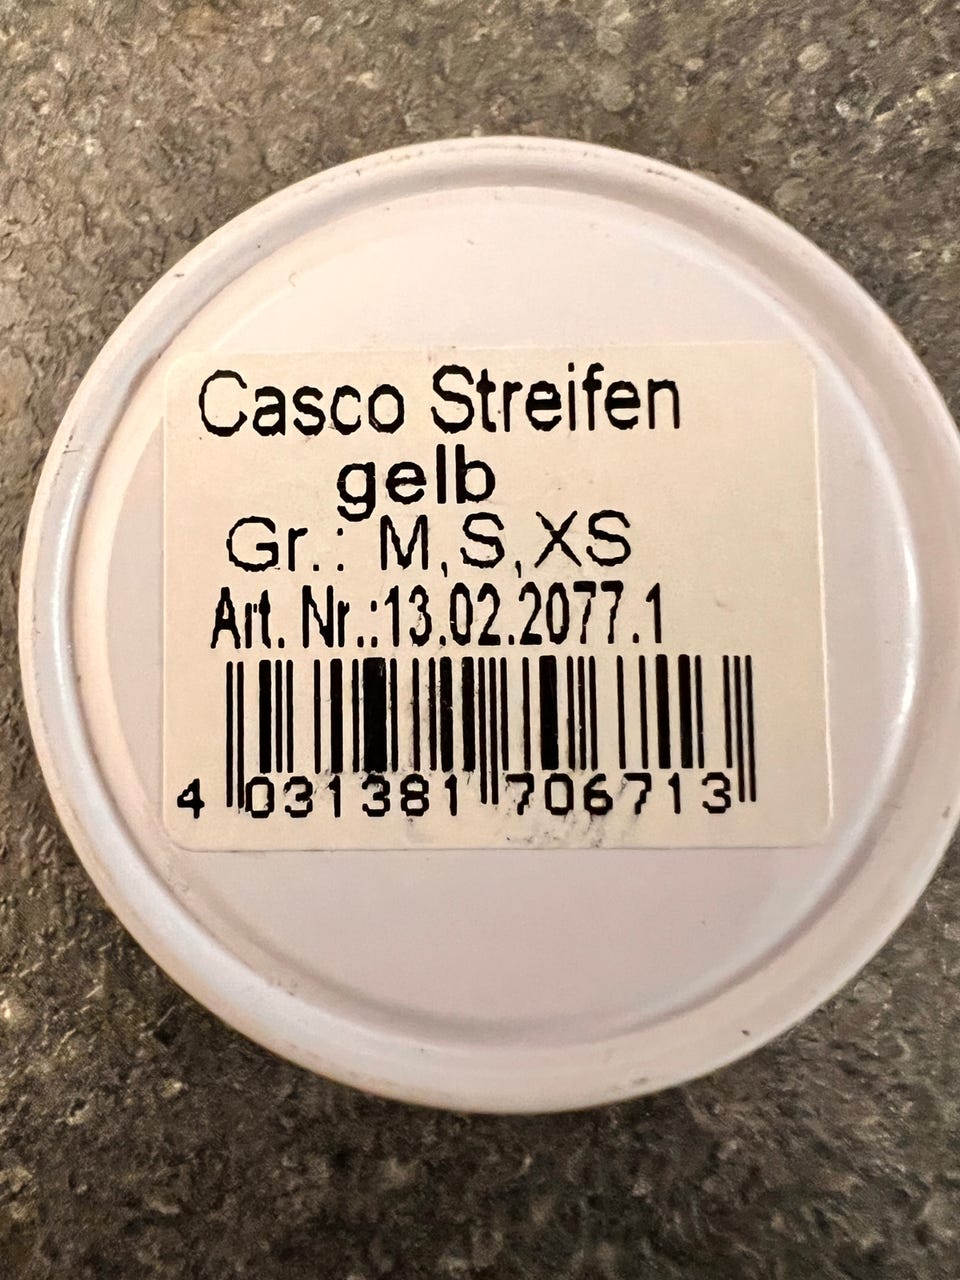 Casco Streifen
gelb
Gr.: M,S,XS
Art. Nr.:13.02.2077.1
4 031381 706713